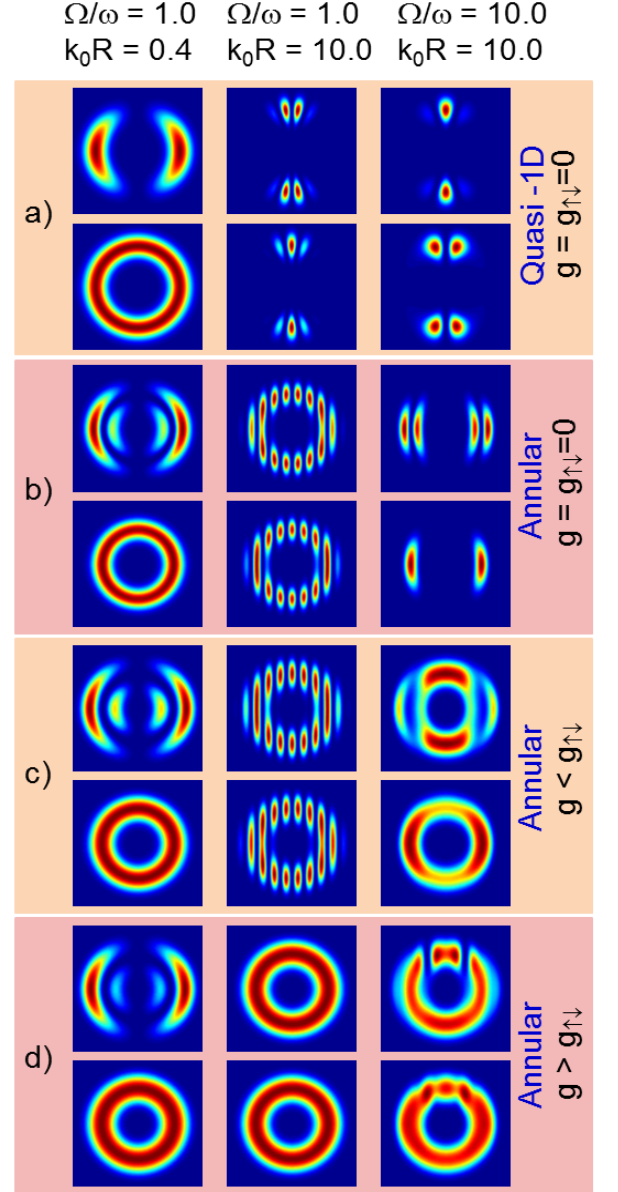 Ω/ω = 1.0 Ω/ω = 1.0 Ω/ω = 10.0
k₀R = 0.4 k₀R = 10.0 k₀R = 10.0
a)
Quasi -1D
g = g↑↓=0
b)
Annular
g = g↑↓=0
c)
Annular
g < g↑↓
d)
Annular
g > g↑↓